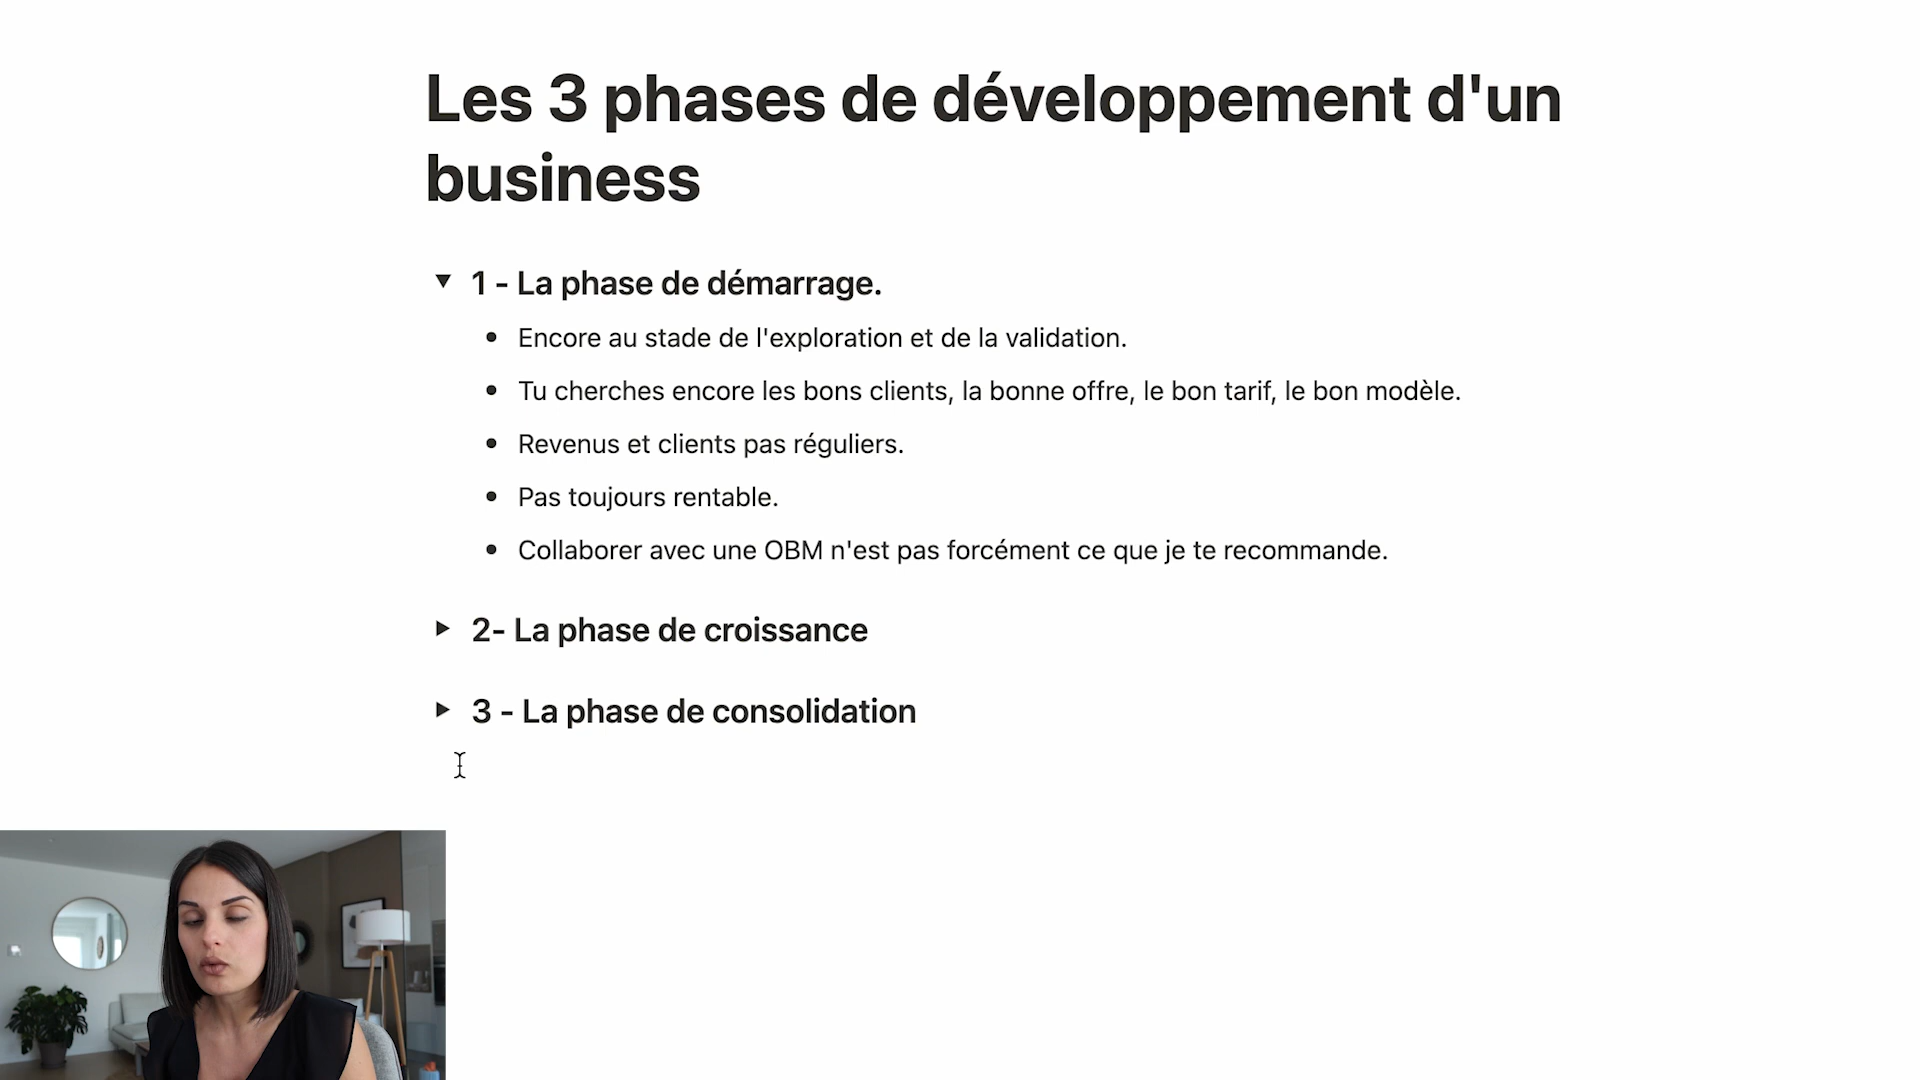 Les 3 phases de développement d'un
business
1 - La phase de démarrage.
Encore au stade de l'exploration et de la validation.
Tu cherches encore les bons clients, la bonne offre, le bon tarif, le bon modèle.
Revenus et clients pas réguliers.
Pas toujours rentable.
Collaborer avec une OBM n'est pas forcément ce que je te recommande.
2- La phase de croissance
3 - La phase de consolidation